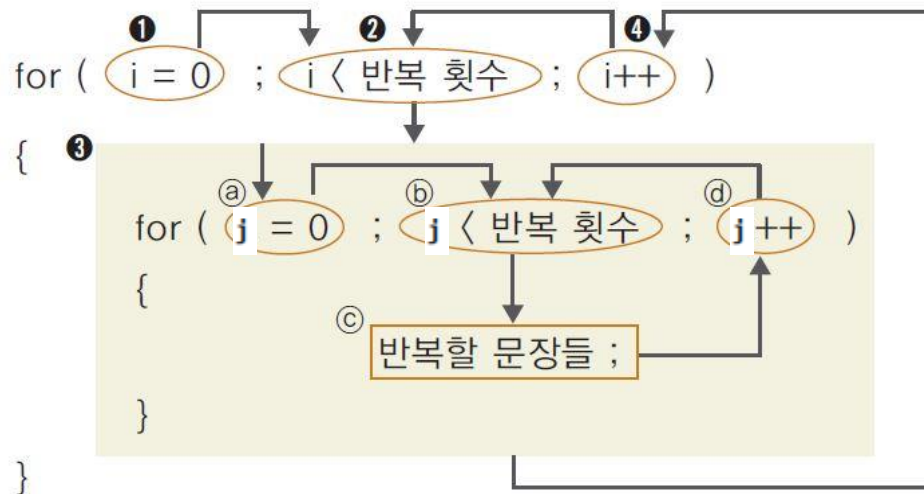 ❶ ❷ ❹
for ( i = 0 ; i < 반복 횟수 ; i++ )
{ ❸
ⓐ ⓑ ⓓ
for ( j = 0 ; j < 반복 횟수 ; j++ )
{
ⓒ
반복할 문장들 ;
}
}